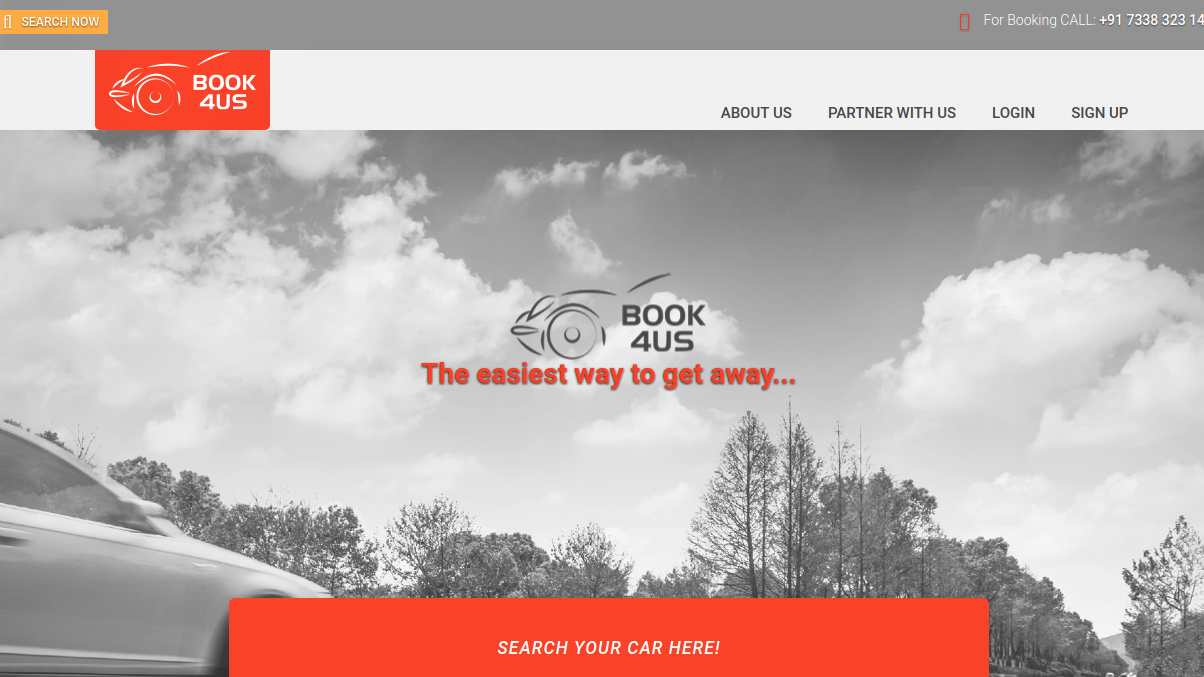 SEARCH NOW
For Booking CALL: +91 7338 323 14
BOOK
4US
ABOUT US
PARTNER WITH US
LOGIN
SIGN UP
BOOK
4US
The easiest way to get away...
SEARCH YOUR CAR HERE!